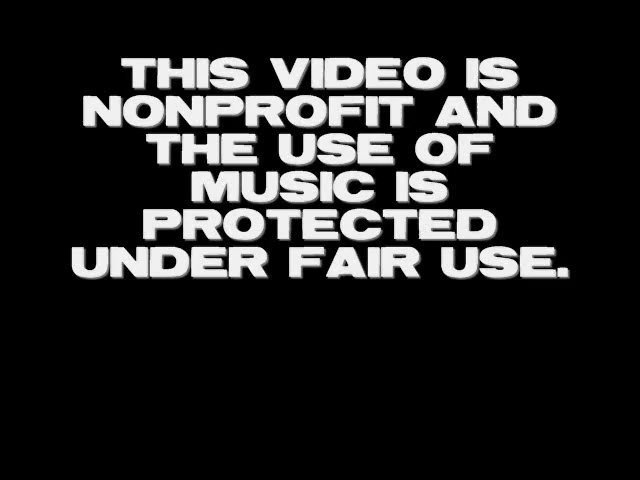 THIS VIDEO IS
NONPROFIT AND
THE USE OF
MUSIC IS
PROTECTED
UNDER FAIR USE.